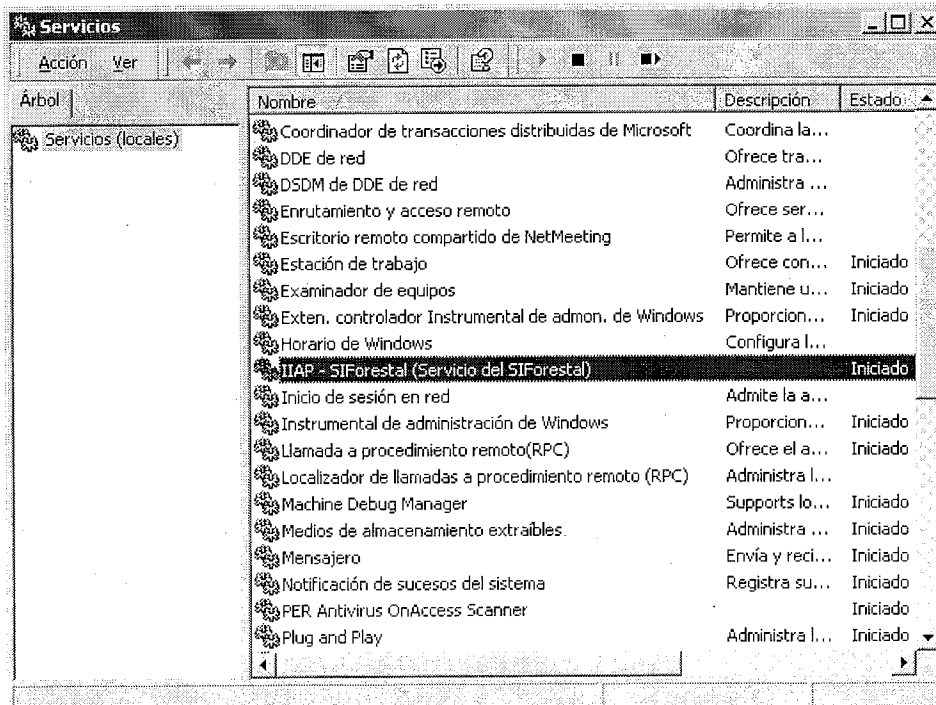 Servicios
Acción Ver
Árbol
Servicios (locales)
Nombre Descripción Estado
Coordinador de transacciones distribuidas de Microsoft Coordina la...
DDE de red Ofrece tra...
DSDM de DDE de red Administra ...
Enrutamiento y acceso remoto Ofrece ser...
Escritorio remoto compartido de NetMeeting Permite a l...
Estación de trabajo Ofrece con... Iniciado
Examinador de equipos Mantiene u... Iniciado
Exten. controlador Instrumental de admon. de Windows Proporcion... Iniciado
Horario de Windows Configura l...
IIAP - SIForestal (Servicio del SIForestal) Iniciado
Inicio de sesión en red Admite la a...
Instrumental de administración de Windows Proporcion... Iniciado
Llamada a procedimiento remoto(RPC) Ofrece el a... Iniciado
Localizador de llamadas a procedimiento remoto (RPC) Administra l...
Machine Debug Manager Supports lo... Iniciado
Medios de almacenamiento extraíbles Administra ... Iniciado
Mensajero Envía y reci... Iniciado
Notificación de sucesos del sistema Registra su... Iniciado
PER Antivirus OnAccess Scanner Iniciado
Plug and Play Administra l... Iniciado